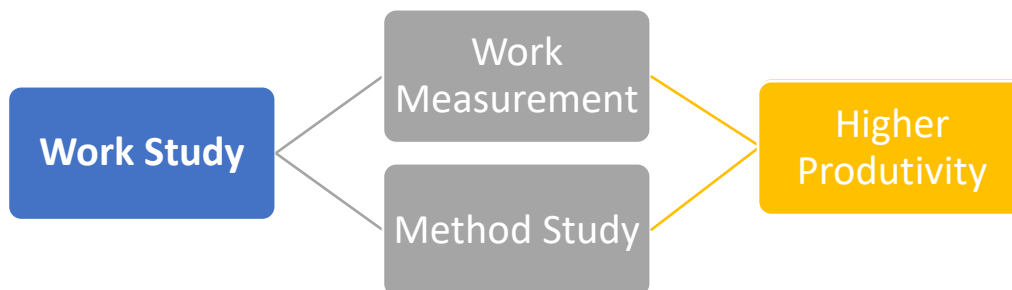 Work Study
Work
Measurement
Method Study
Higher
Produtivity